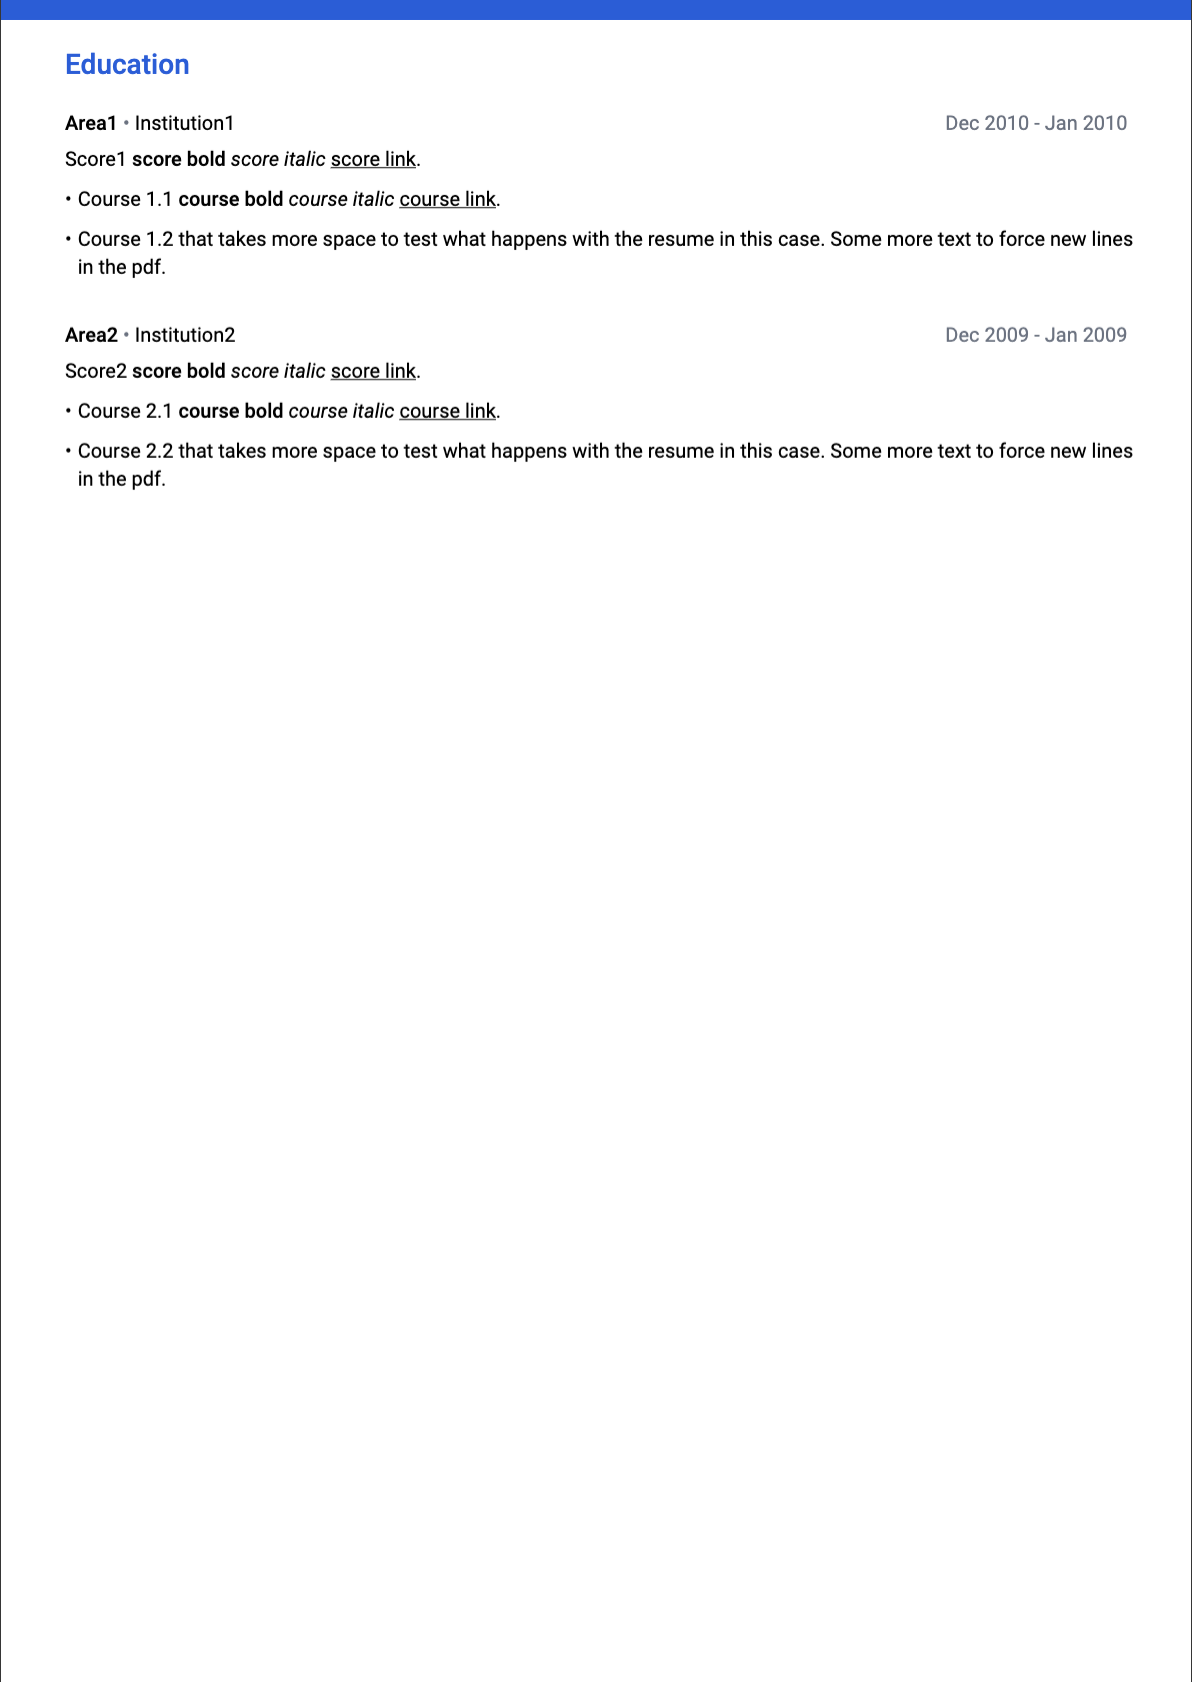 Education
Area1 • Institution1 Dec 2010 - Jan 2010
Score1 score bold score italic score link.
• Course 1.1 course bold course italic course link.
• Course 1.2 that takes more space to test what happens with the resume in this case. Some more text to force new lines
in the pdf.
Area2 • Institution2 Dec 2009 - Jan 2009
Score2 score bold score italic score link.
• Course 2.1 course bold course italic course link.
• Course 2.2 that takes more space to test what happens with the resume in this case. Some more text to force new lines
in the pdf.